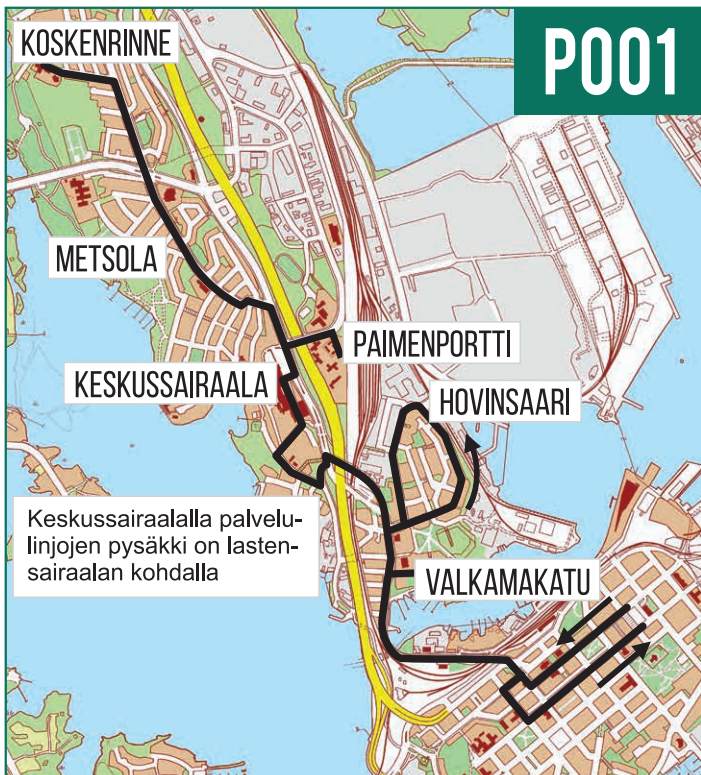 KOSKENRINNE
P001
METSOLA
PAIMENPORTTI
KESKUSSAIRAALA
HOVINSAARI
Keskussairaalalla palvelu-
linjojen pysäkki on lasten-
sairaalan kohdalla
VALKAMAKATU